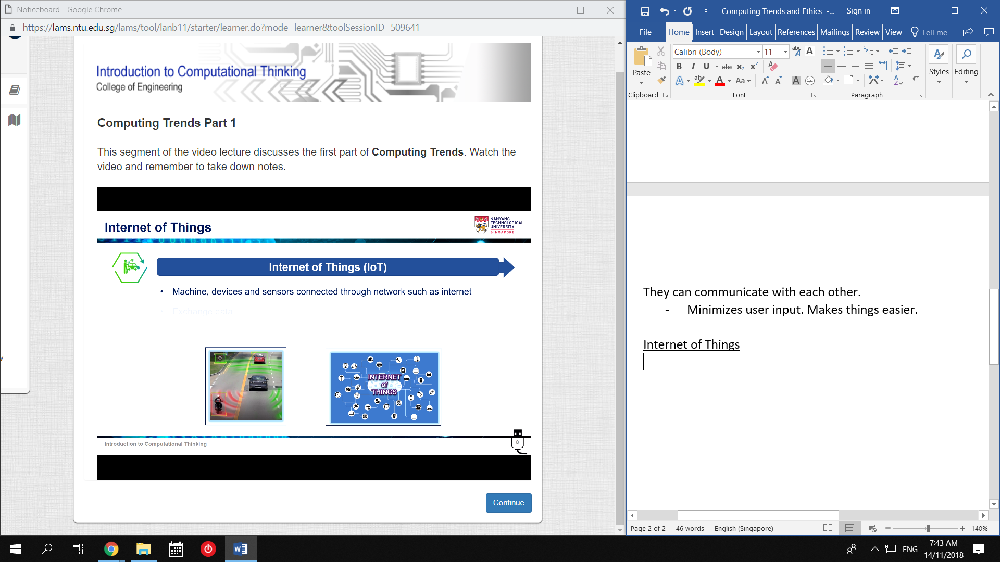 Noticeboard - Google Chrome
https://lams.ntu.edu.sg/lams/tool/lanb11/starter/learner.do?mode=learner&toolSessionID=509641
Introduction to Computational Thinking
College of Engineering
Computing Trends Part 1
This segment of the video lecture discusses the first part of Computing Trends. Watch the
video and remember to take down notes.
Internet of Things
NANYANG
TECHNOLOGICAL
UNIVERSITY
SINGAPORE
Internet of Things (IoT)
• Machine, devices and sensors connected through network such as internet
• Exchange data
INTERNET
of
THINGS
Introduction to Computational Thinking
8
Continue
y
Computing Trends and Ethics -...
Sign in
File Home Insert Design Layout References Mailings Review View Tell me
Calibri (Body) 11
Paste
Styles
Editing
Clipboard
Font
Paragraph
They can communicate with each other.
- Minimizes user input. Makes things easier.
Internet of Things
Page 2 of 2 46 words English (Singapore) 140%
ENG
7:43 AM
14/11/2018